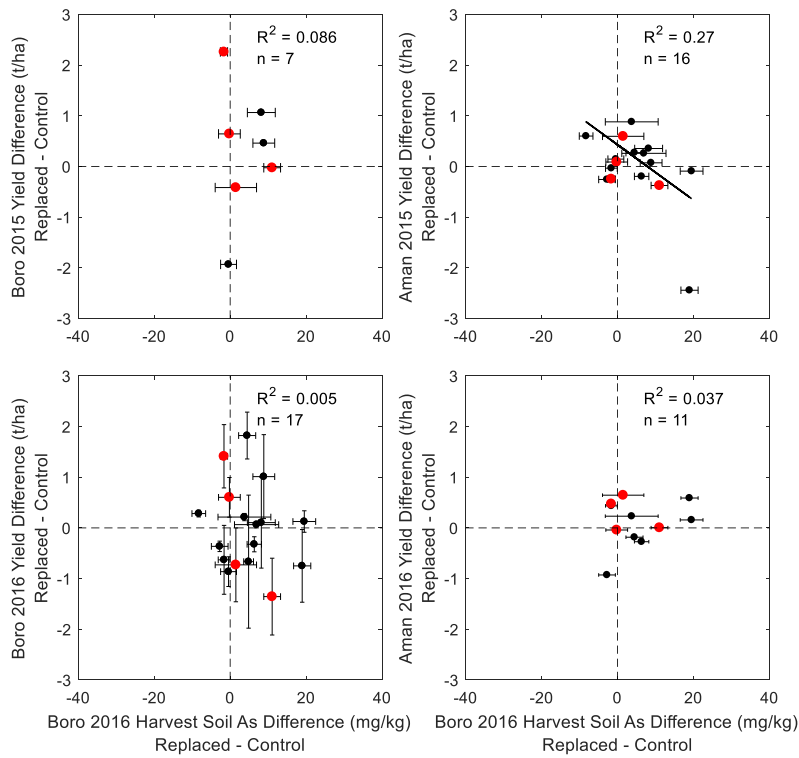 Boro 2015 Yield Difference (t/ha)
Replaced - Control
3
2
1
0
-1
-2
-3
-40
-20
0
20
40
R² = 0.086
n = 7
Aman 2015 Yield Difference (t/ha)
Replaced - Control
3
2
1
0
-1
-2
-3
-40
-20
0
20
40
R² = 0.27
n = 16
Boro 2016 Yield Difference (t/ha)
Replaced - Control
3
2
1
0
-1
-2
-3
-40
-20
0
20
40
R² = 0.005
n = 17
Boro 2016 Harvest Soil As Difference (mg/kg)
Replaced - Control
Aman 2016 Yield Difference (t/ha)
Replaced - Control
3
2
1
0
-1
-2
-3
-40
-20
0
20
40
R² = 0.037
n = 11
Boro 2016 Harvest Soil As Difference (mg/kg)
Replaced - Control